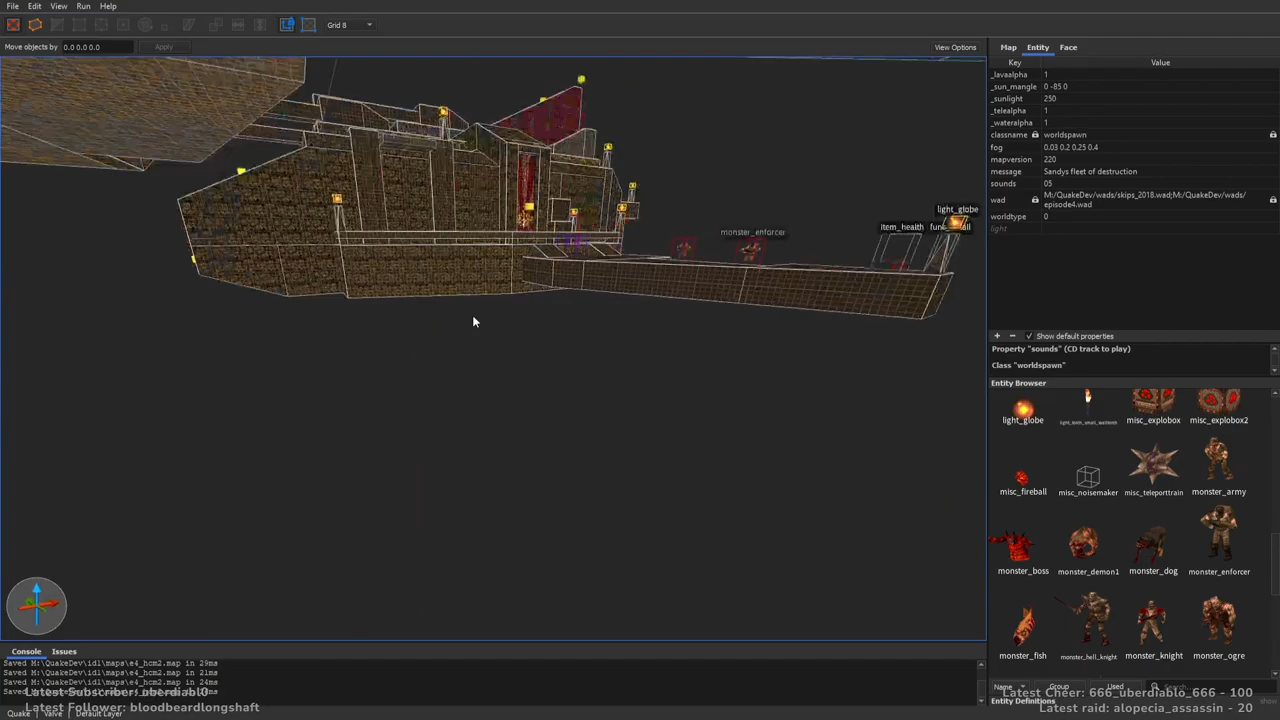 File Edit View Run Help
Grid 8
Move objects by 0.0 0.0 0.0 Apply
View Options
Map Entity Face
Key Value
_lavaalpha 1
_sun_mangle 0 -85 0
_sunlight 250
_telealpha 1
_wateralpha 1
classname worldspawn
fog 0.03 0.2 0.25 0.4
mapversion 220
message Sandys fleet of destruction
sounds 05
wad M:/QuakeDev/wads/skips_2018.wad;M:/QuakeDev/wads/
episode4.wad
worldtype 0
light
light_globe
item_health
monster_enforcer
Show default properties
Property "sounds" (CD track to play)
Class "worldspawn"
Entity Browser
light_globe light_torch_small_walltorch misc_explobox misc_explobox2
misc_fireball misc_noisemaker misc_teleporttrain monster_army
monster_boss monster_demon1 monster_dog monster_enforcer
monster_fish monster_hell_knight monster_knight monster_ogre
Name Group Used Search...
Entity Definitions
Console Issues
Saved M:\QuakeDev\id1\maps\e4_hcm2.map in 29ms
Saved M:\QuakeDev\id1\maps\e4_hcm2.map in 21ms
Saved M:\QuakeDev\id1\maps\e4_hcm2.map in 24ms
Latest Subscriber:
Latest Follower: bloodbeardlongshaft
Latest Cheer: 666_uberdiablo_666 - 100
Latest raid: alopecia_assassin - 20
Quake Valve Default Layer